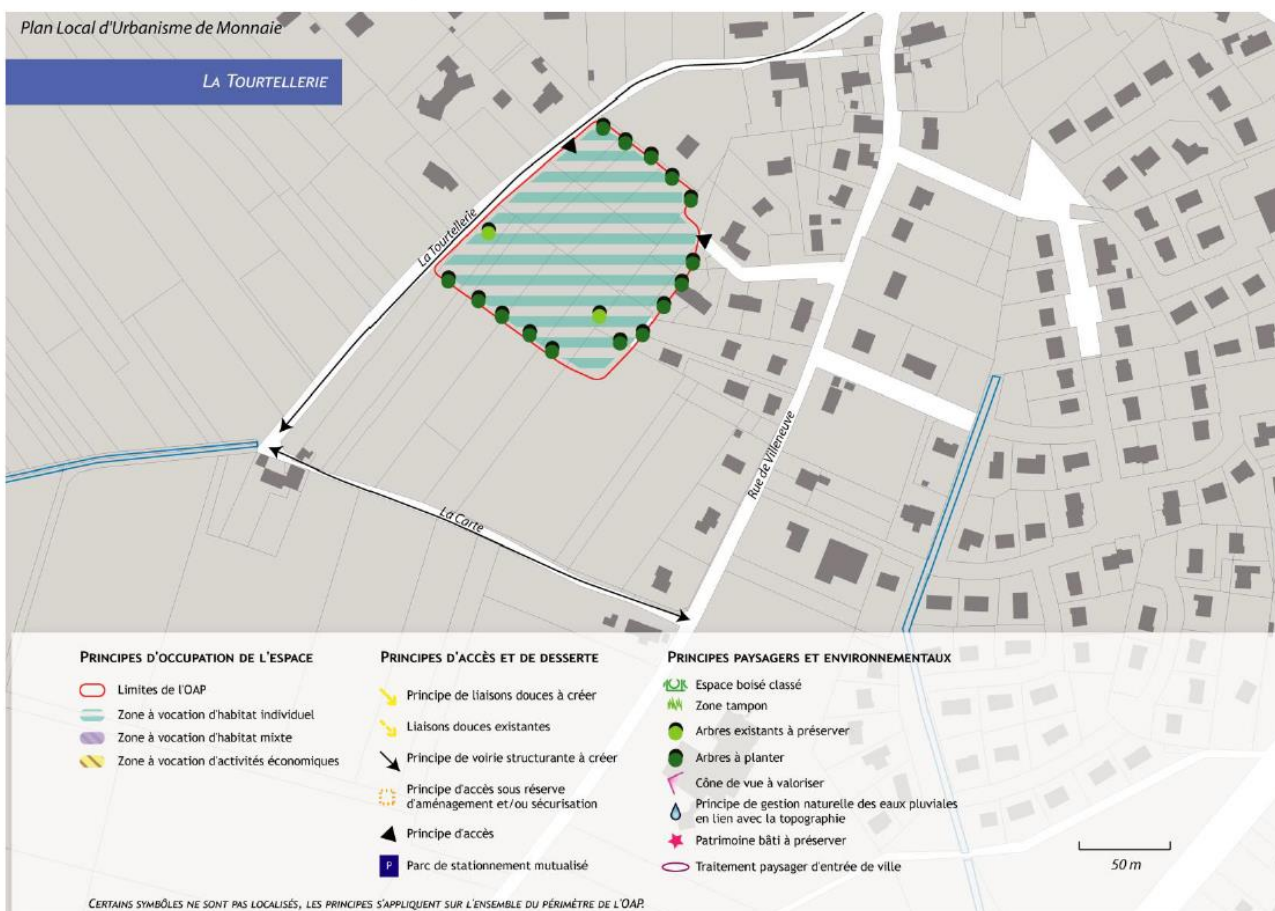 Plan Local d'Urbanisme de Monnaie
LA TOURTELLERIE
La Tourtellerie
Rue de Villeneuve
La Carte
PRINCIPES D'OCCUPATION DE L'ESPACE
Limites de l'OAP
Zone à vocation d'habitat individuel
Zone à vocation d'habitat mixte
Zone à vocation d'activités économiques
PRINCIPES D'ACCÈS ET DE DESSERTE
Principe de liaisons douces à créer
Liaisons douces existantes
Principe de voirie structurante à créer
Principe d'accès sous réserve
d'aménagement et/ou sécurisation
Principe d'accès
P
Parc de stationnement mutualisé
PRINCIPES PAYSAGERS ET ENVIRONNEMENTAUX
Espace boisé classé
Zone tampon
Arbres existants à préserver
Arbres à planter
Cône de vue à valoriser
Principe de gestion naturelle des eaux pluviales
en lien avec la topographie
Patrimoine bâti à préserver
Traitement paysager d'entrée de ville
50 m
CERTAINS SYMBÔLES NE SONT PAS LOCALISÉS, LES PRINCIPES S'APPLIQUENT SUR L'ENSEMBLE DU PÉRIMÈTRE DE L'OAP.